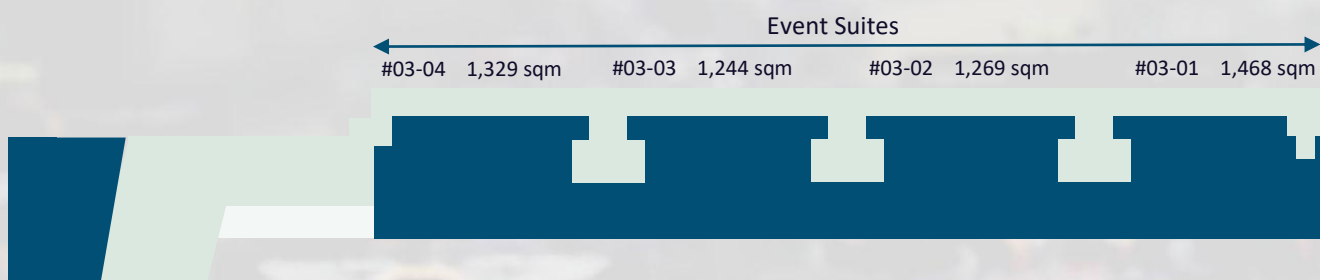 Event Suites
#03-04 1,329 sqm #03-03 1,244 sqm #03-02 1,269 sqm #03-01 1,468 sqm